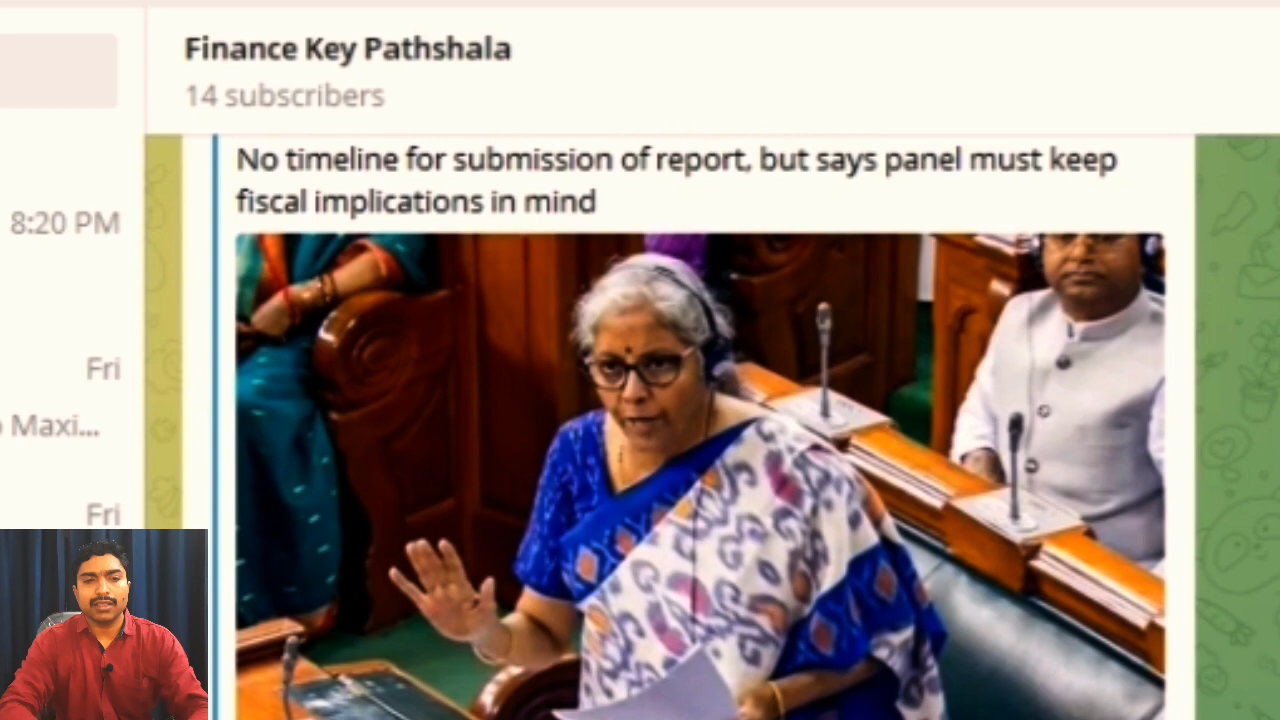 Finance Key Pathshala
14 subscribers
No timeline for submission of report, but says panel must keep
fiscal implications in mind
8:20 PM
Fri
Maxi...
Fri